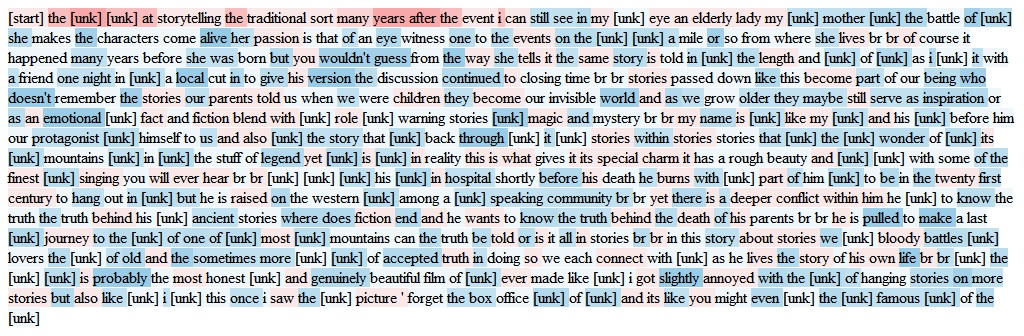 [start] the [unk] [unk] at storytelling the traditional sort many years after the event i can still see in my [unk] eye an elderly lady my [unk] mother [unk] the battle of [unk]
she makes the characters come alive her passion is that of an eye witness one to the events on the [unk] [unk] a mile or so from where she lives br br of course it
happened many years before she was born but you wouldn't guess from the way she tells it the same story is told in [unk] the length and [unk] of [unk] as i [unk] it with
a friend one night in [unk] a local cut in to give his version the discussion continued to closing time br br stories passed down like this become part of our being who
doesn't remember the stories our parents told us when we were children they become our invisible world and as we grow older they maybe still serve as inspiration or
as an emotional [unk] fact and fiction blend with [unk] role [unk] warning stories [unk] magic and mystery br br my name is [unk] like my [unk] and his [unk] before him
our protagonist [unk] himself to us and also [unk] the story that [unk] back through [unk] it [unk] stories within stories stories that [unk] the [unk] wonder of [unk] its
[unk] mountains [unk] in [unk] the stuff of legend yet [unk] is [unk] in reality this is what gives it its special charm it has a rough beauty and [unk] [unk] with some of the
finest [unk] singing you will ever hear br br [unk] [unk] his [unk] in hospital shortly before his death he burns with [unk] part of him [unk] to be in the twenty first
century to hang out in [unk] but he is raised on the western [unk] among a [unk] speaking community br br yet there is a deeper conflict within him he [unk] to know the
truth the truth behind his [unk] ancient stories where does fiction end and he wants to know the truth behind the death of his parents br br he is pulled to make a last
[unk] journey to the [unk] of one of [unk] most [unk] mountains can the truth be told or is it all in stories br br in this story about stories we [unk] bloody battles [unk]
lovers the [unk] of old and the sometimes more [unk] [unk] of accepted truth in doing so we each connect with [unk] as he lives the story of his own life br br [unk] the
[unk] [unk] is probably the most honest [unk] and genuinely beautiful film of [unk] ever made like [unk] i got slightly annoyed with the [unk] of hanging stories on more
stories but also like [unk] i [unk] this once i saw the [unk] picture ' forget the box office [unk] of [unk] and its like you might even [unk] the [unk] famous [unk] of the
[unk]